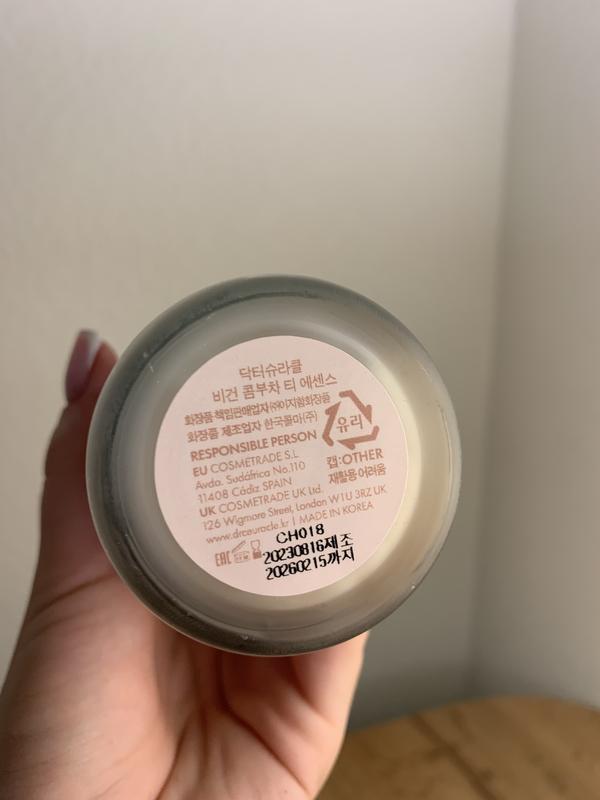 닥터슈라클
비건 콤부차 티 에센스
화장품 책임판매업자 ㈜이지함화장품
화장품 제조업자 한국콜마(주)
유리
캡:OTHER
재활용어려움
RESPONSIBLE PERSON
EU COSMETRADE S.L
Avda. Sudáfrica No.110
11408 Cádiz SPAIN
UK COSMETRADE UK Ltd.
126 Wigmore Street, London W1U 3RZ UK
www.drceuracle.kr | MADE IN KOREA
EAC
CH018
20230816제조
20260215까지